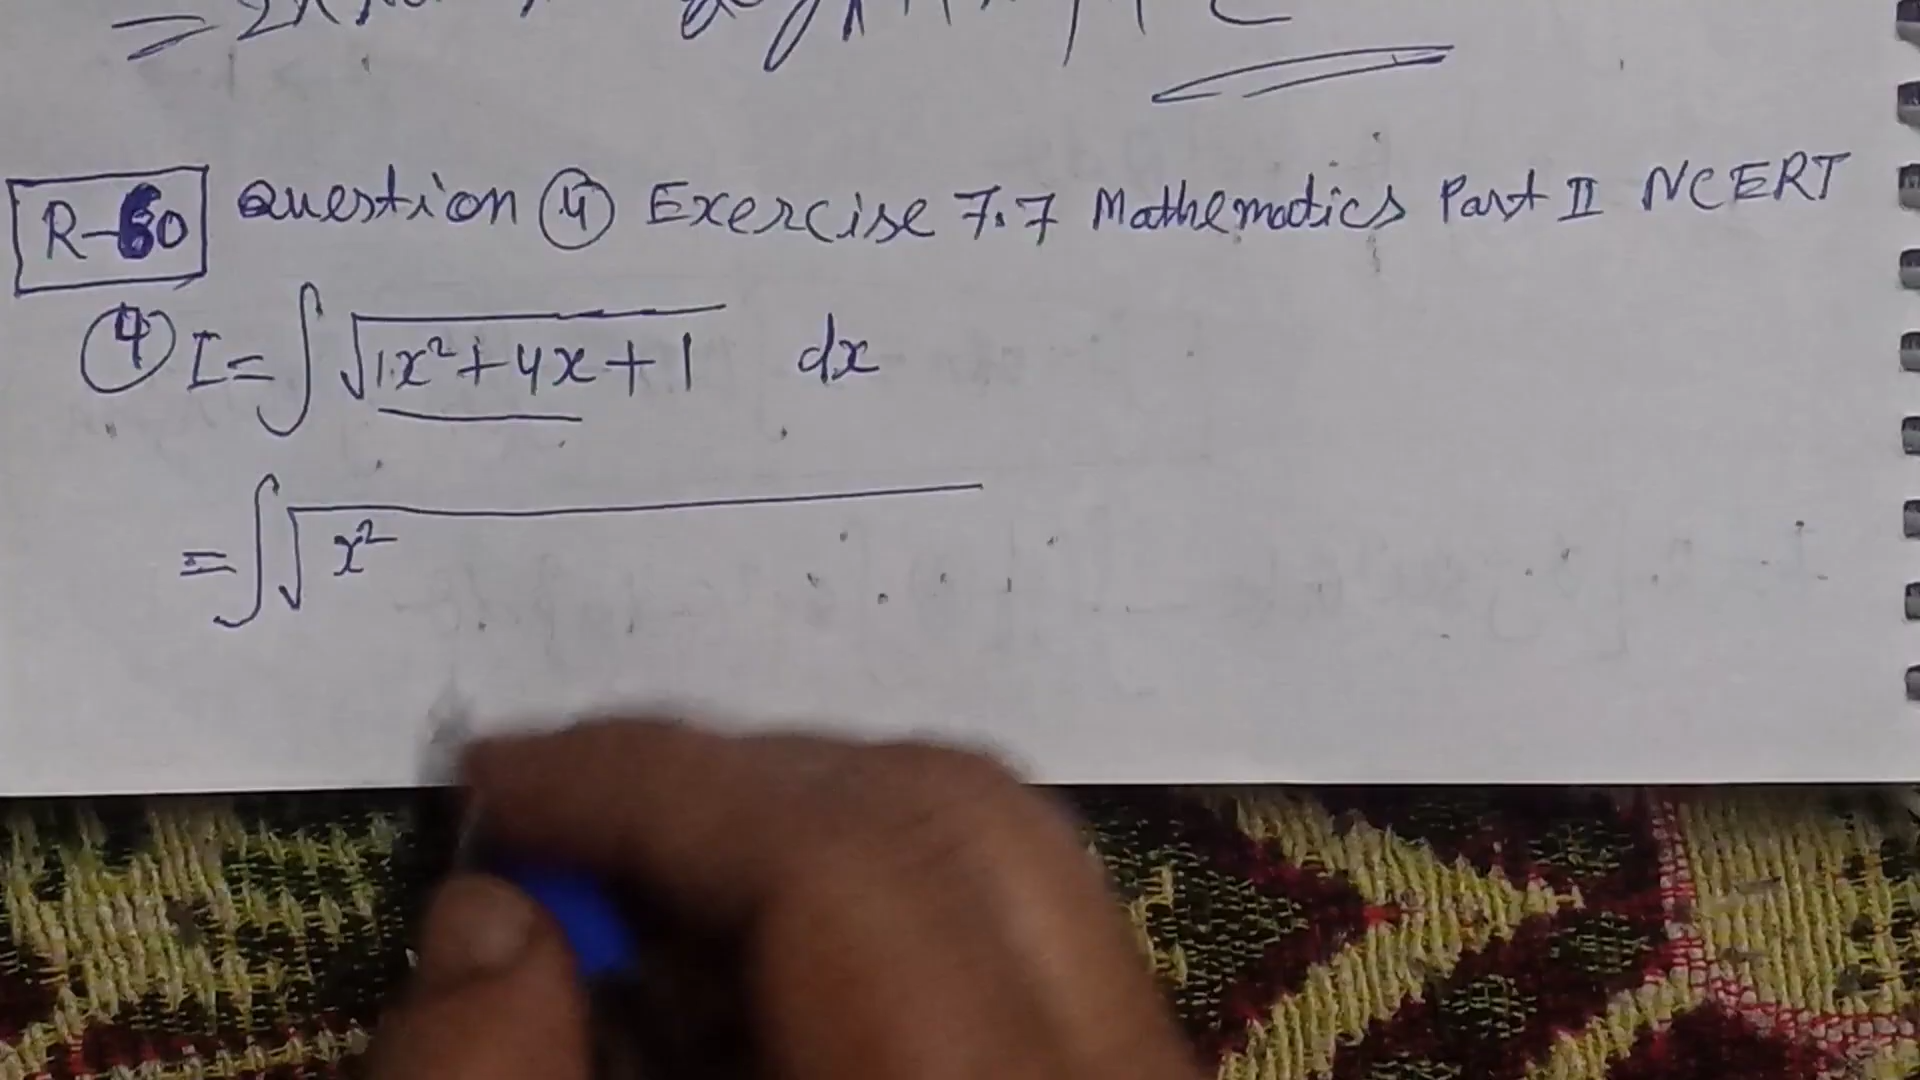 R-60 Question ④ Exercise 7.7 Mathematics Part II NCERT
④ I = ∫ √(1x² + 4x + 1) dx
= ∫ √(x²